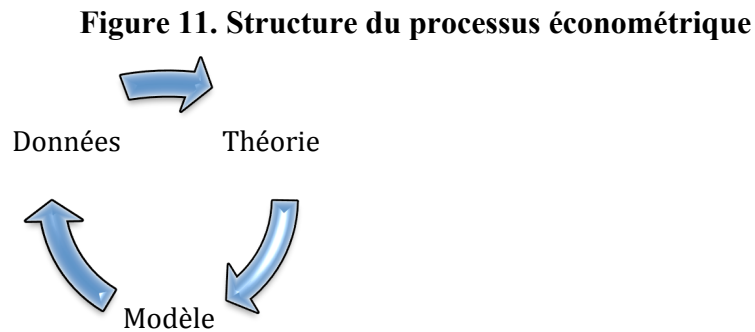 Figure 11. Structure du processus économétrique
Données Théorie
Modèle